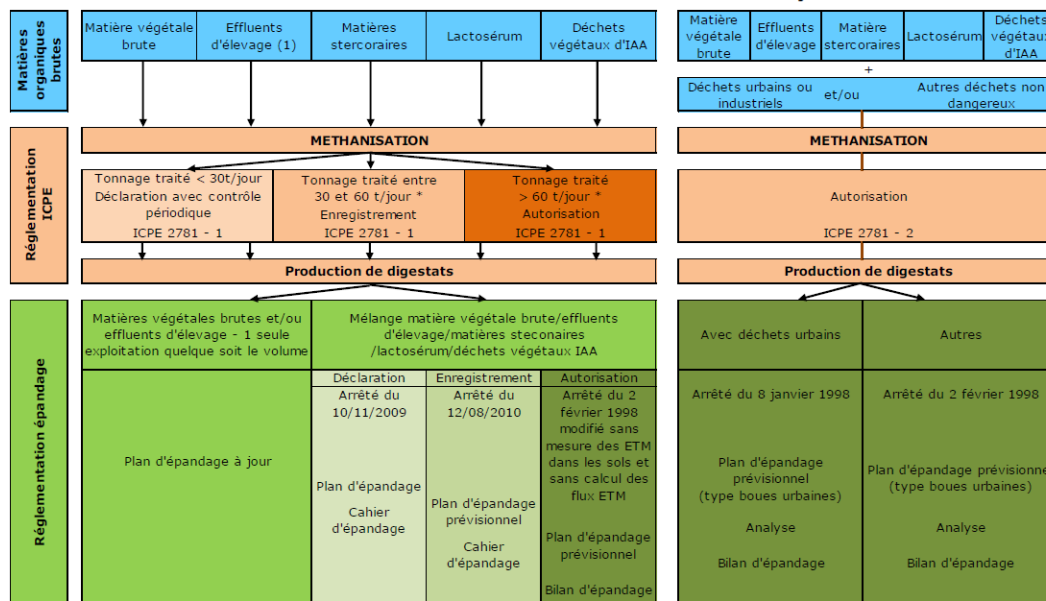 Matières
organiques
brutes
Matière végétale
brute
Effluents
d'élevage (1)
Matières
stercoraires
Lactosérum
Déchets
végétaux d'IAA
Matière
végétale
brute
Effluents
d'élevage
Matière
stercoraires
Lactosérum
Déchets
végétaux
d'IAA
+
Déchets urbains ou
industriels
et/ou
Autres déchets non
dangereux
Réglementation
ICPE
METHANISATION
Tonnage traité < 30t/jour
Déclaration avec contrôle
périodique
ICPE 2781 - 1
Tonnage traité entre
30 et 60 t/jour *
Enregistrement
ICPE 2781 - 1
Tonnage traité
> 60 t/jour *
Autorisation
ICPE 2781 - 1
Production de digestats
METHANISATION
Autorisation
ICPE 2781 - 2
Production de digestats
Réglementation épandage
Matières végétales brutes et/ou
effluents d'élevage - 1 seule
exploitation quelque soit le volume
Plan d'épandage à jour
Mélange matière végétale brute/effluents
d'élevage/matières steconaires
/lactosérum/déchets végétaux IAA
Déclaration
Arrêté du
10/11/2009
Plan d'épandage
Cahier
d'épandage
Enregistrement
Arrêté du
12/08/2010
Plan d'épandage
prévisionnel
Cahier
d'épandage
Autorisation
Arrêté du 2
février 1998
modifié sans
mesure des ETM
dans les sols et
sans calcul des
flux ETM
Plan d'épandage
prévisionnel
Bilan d'épandage
Avec déchets urbains
Arrêté du 8 janvier 1998
Plan d'épandage
prévisionnel
(type boues urbaines)
Analyse
Bilan d'épandage
Autres
Arrêté du 2 février 1998
Plan d'épandage prévisionne
(type boues urbaines)
Analyse
Bilan d'épandage